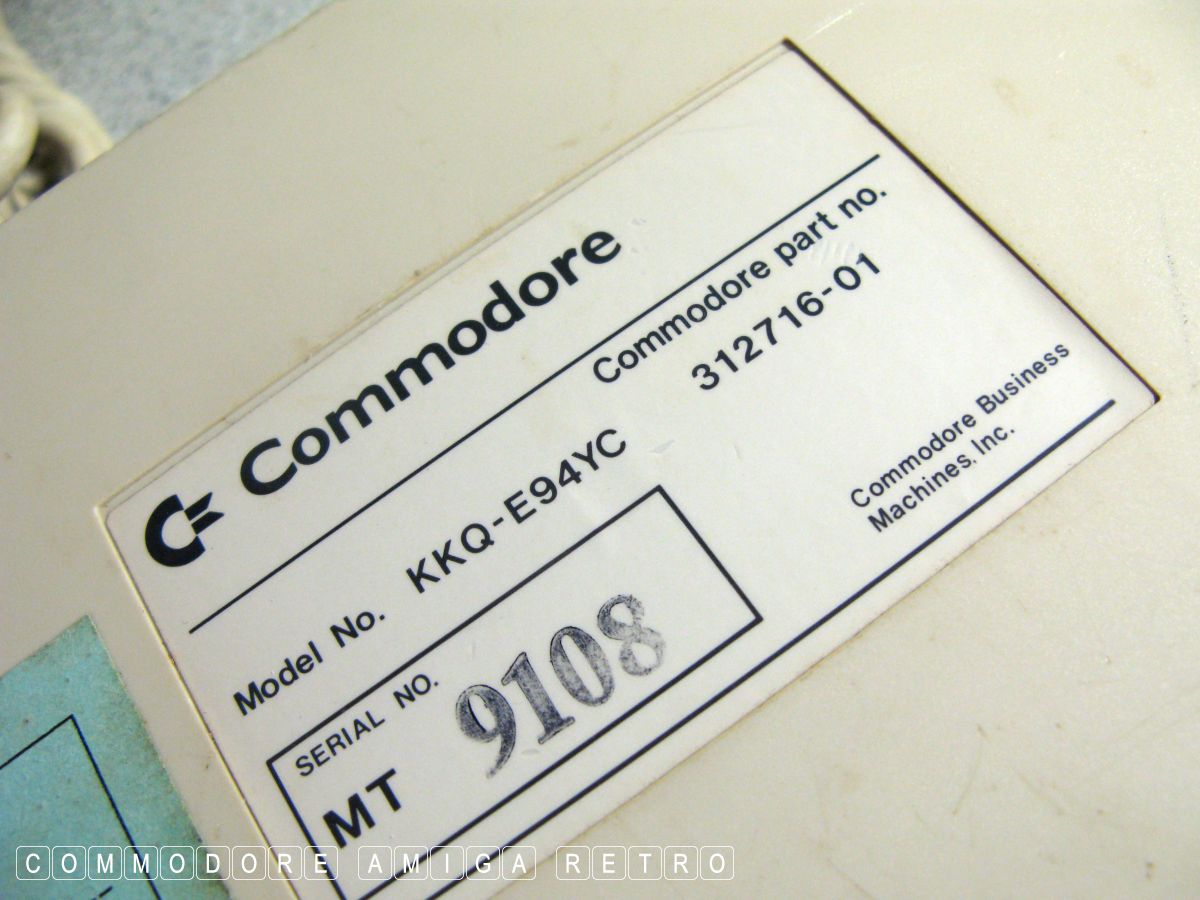 Commodore
Commodore part no.
312716-01
Model No. KKQ-E94YC
SERIAL NO.
MT 9108
Commodore Business
Machines, Inc.
COMMODORE AMIGA RETRO